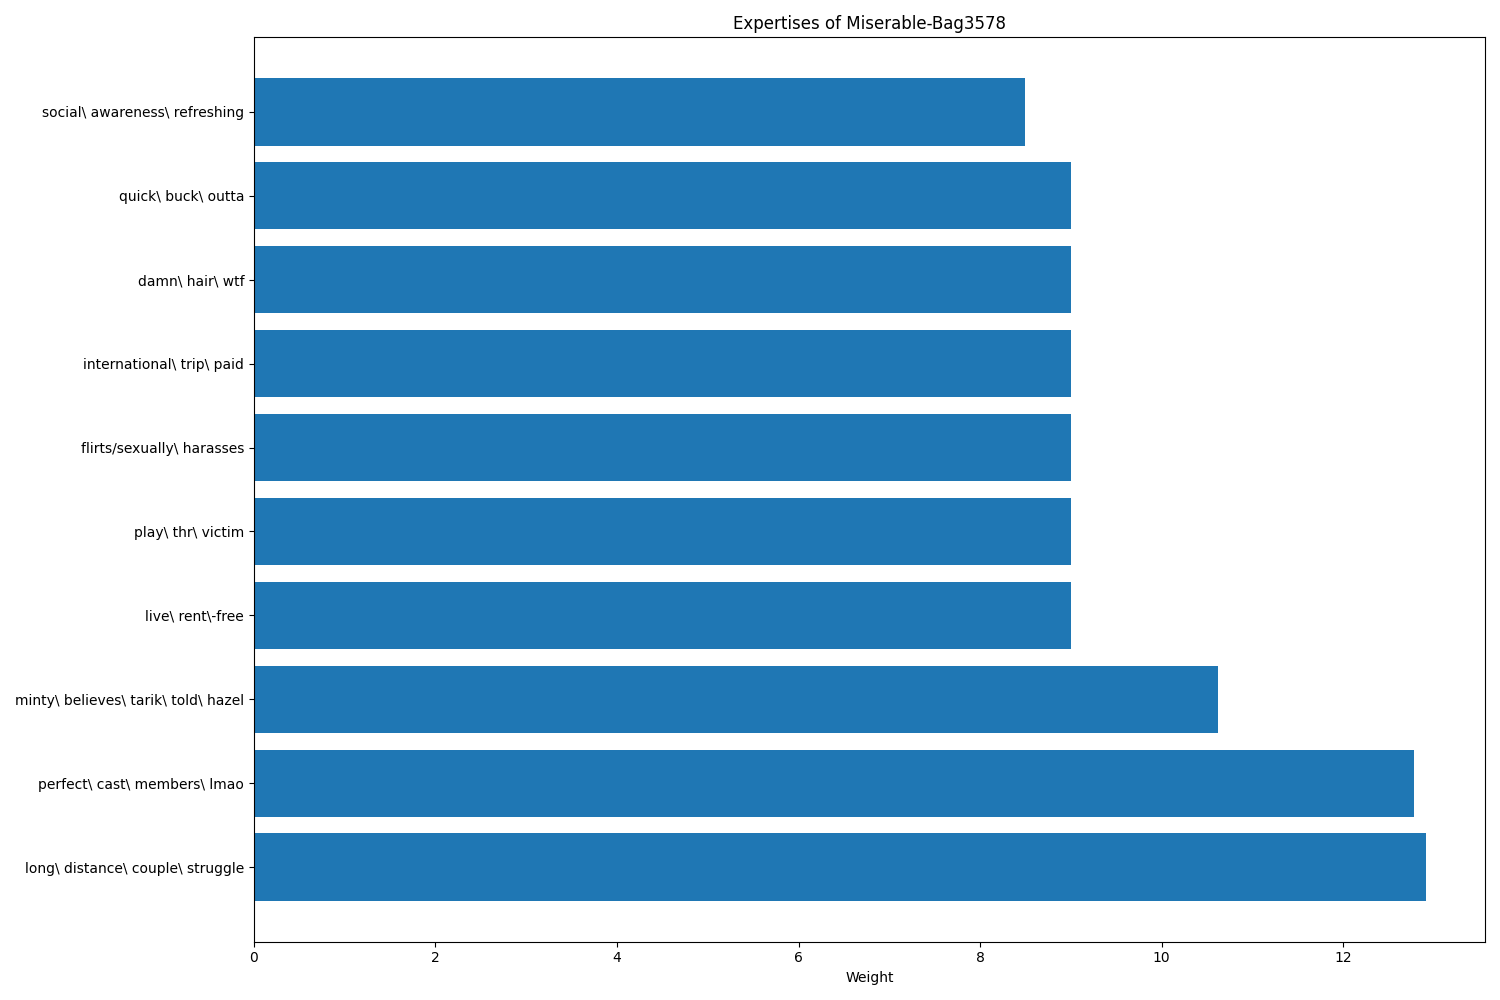 Expertises of Miserable-Bag3578
social\ awareness\ refreshing
quick\ buck\ outta
damn\ hair\ wtf
international\ trip\ paid
flirts/sexually\ harasses
play\ thr\ victim
live\ rent\-free
minty\ believes\ tarik\ told\ hazel
perfect\ cast\ members\ lmao
long\ distance\ couple\ struggle
0 2 4 6 8 10 12
Weight